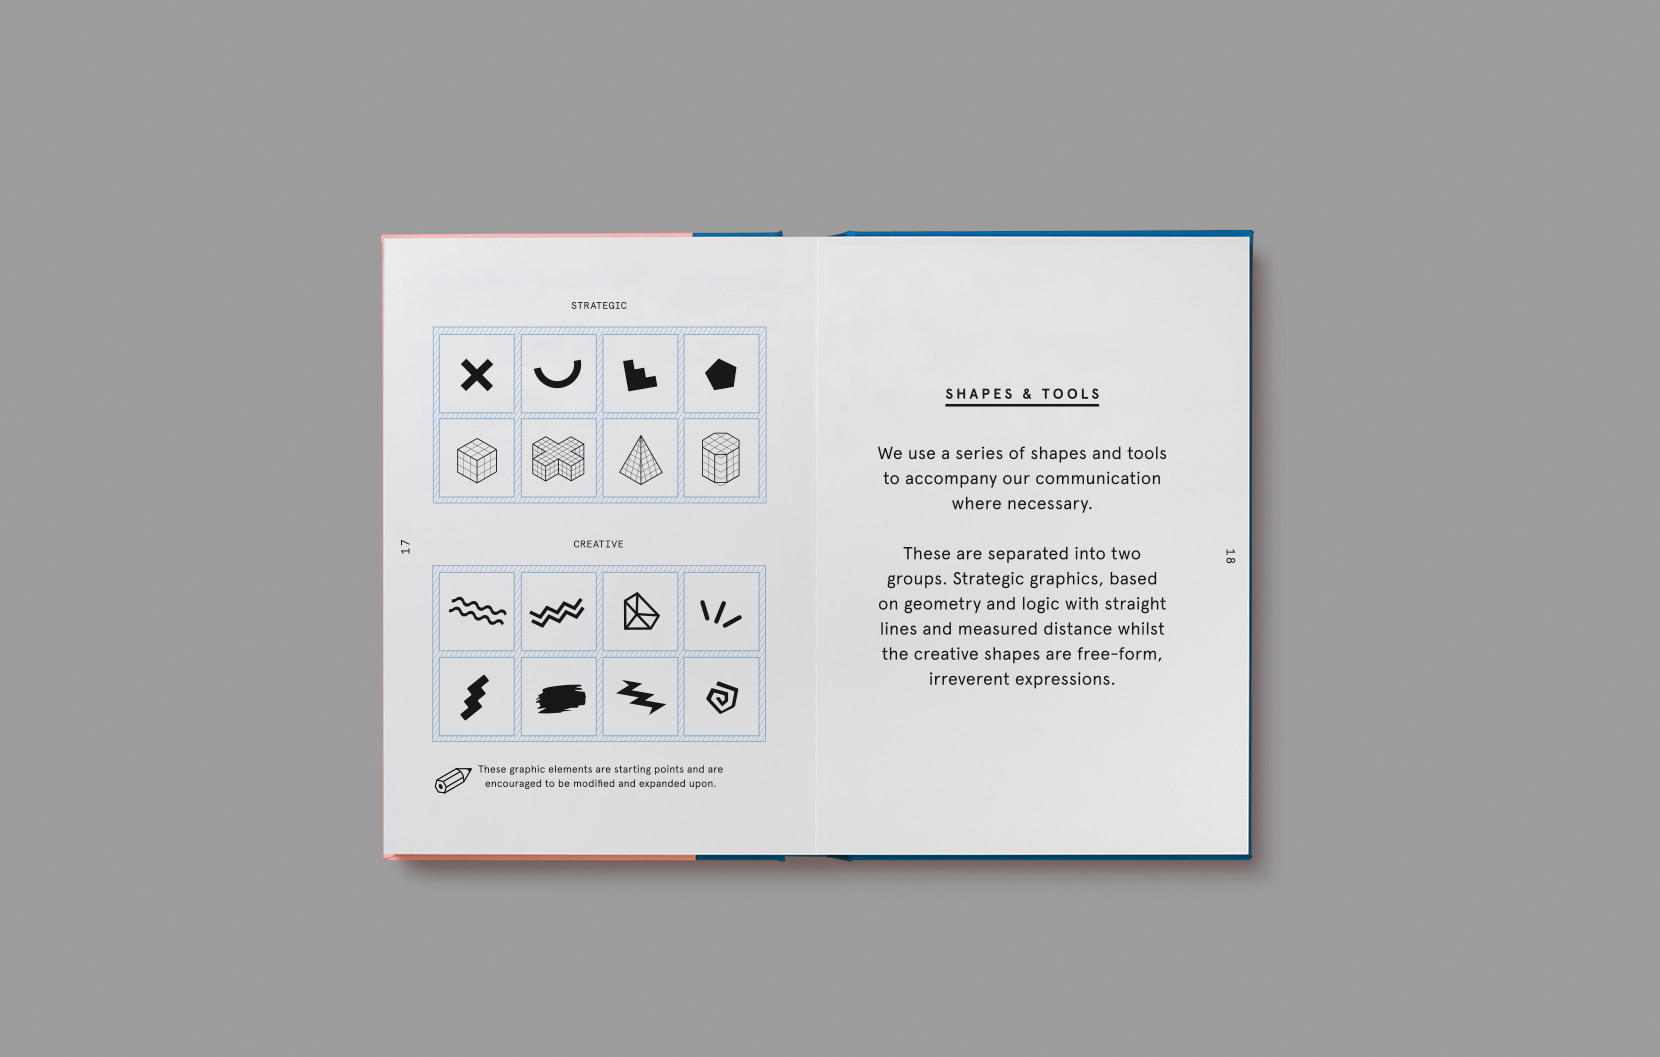 STRATEGIC
17
CREATIVE
These graphic elements are starting points and are
encouraged to be modified and expanded upon.
SHAPES & TOOLS
We use a series of shapes and tools
to accompany our communication
where necessary.
These are separated into two
groups. Strategic graphics, based
on geometry and logic with straight
lines and measured distance whilst
the creative shapes are free-form,
irreverent expressions.
18